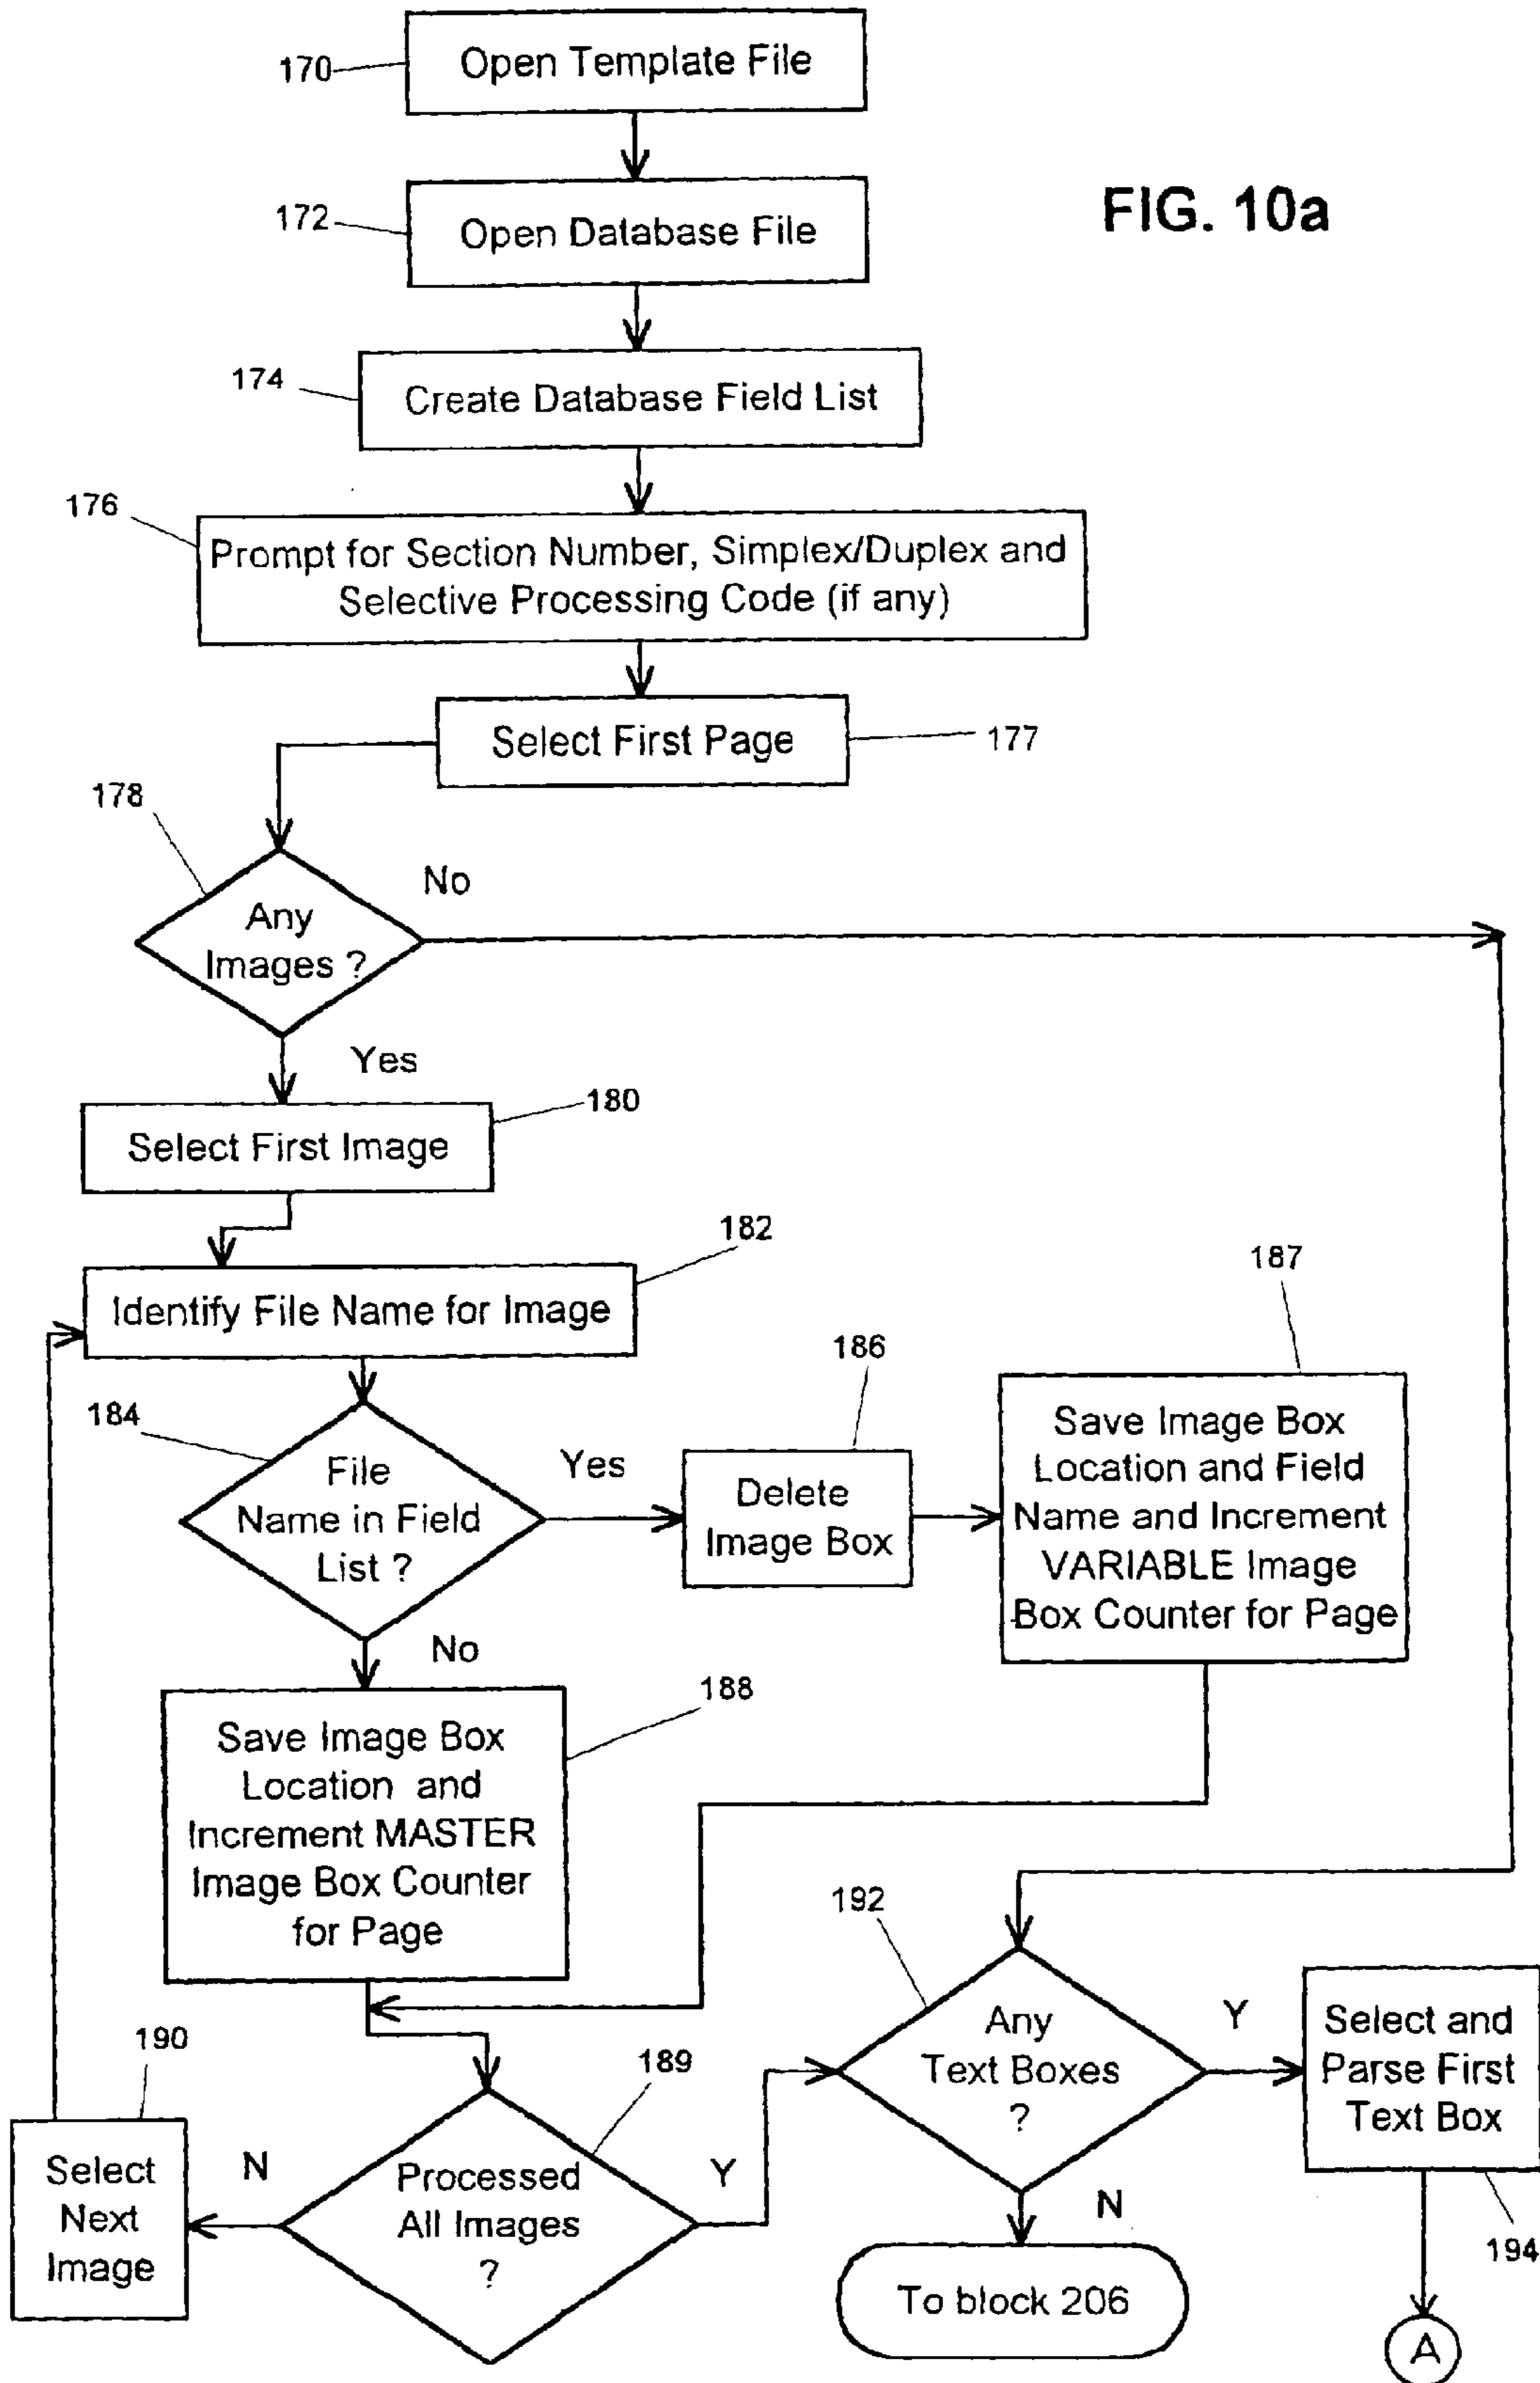 170
Open Template File
172
Open Database File
FIG. 10a
174
Create Database Field List
176
Prompt for Section Number, Simplex/Duplex and
Selective Processing Code (if any)
Select First Page
177
178
Any
Images ?
No
Yes
180
Select First Image
182
Identify File Name for Image
184
File
Name in Field
List ?
Yes
186
Delete
Image Box
187
Save Image Box
Location and Field
Name and Increment
VARIABLE Image
Box Counter for Page
No
188
Save Image Box
Location and
Increment MASTER
Image Box Counter
for Page
189
Processed
All Images
?
N
190
Select
Next
Image
Y
192
Any
Text Boxes
?
Y
Select and
Parse First
Text Box
194
N
To block 206
A